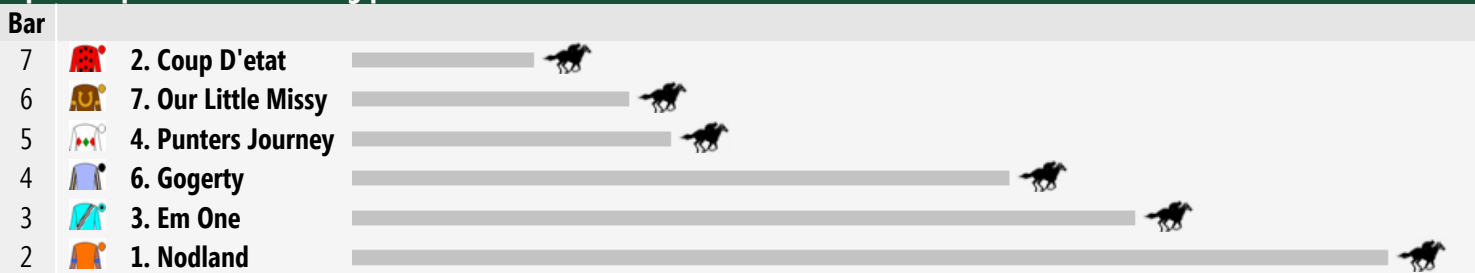 Bar
7 2. Coup D'etat
6 7. Our Little Missy
5 4. Punters Journey
4 6. Gogerty
3 3. Em One
2 1. Nodland